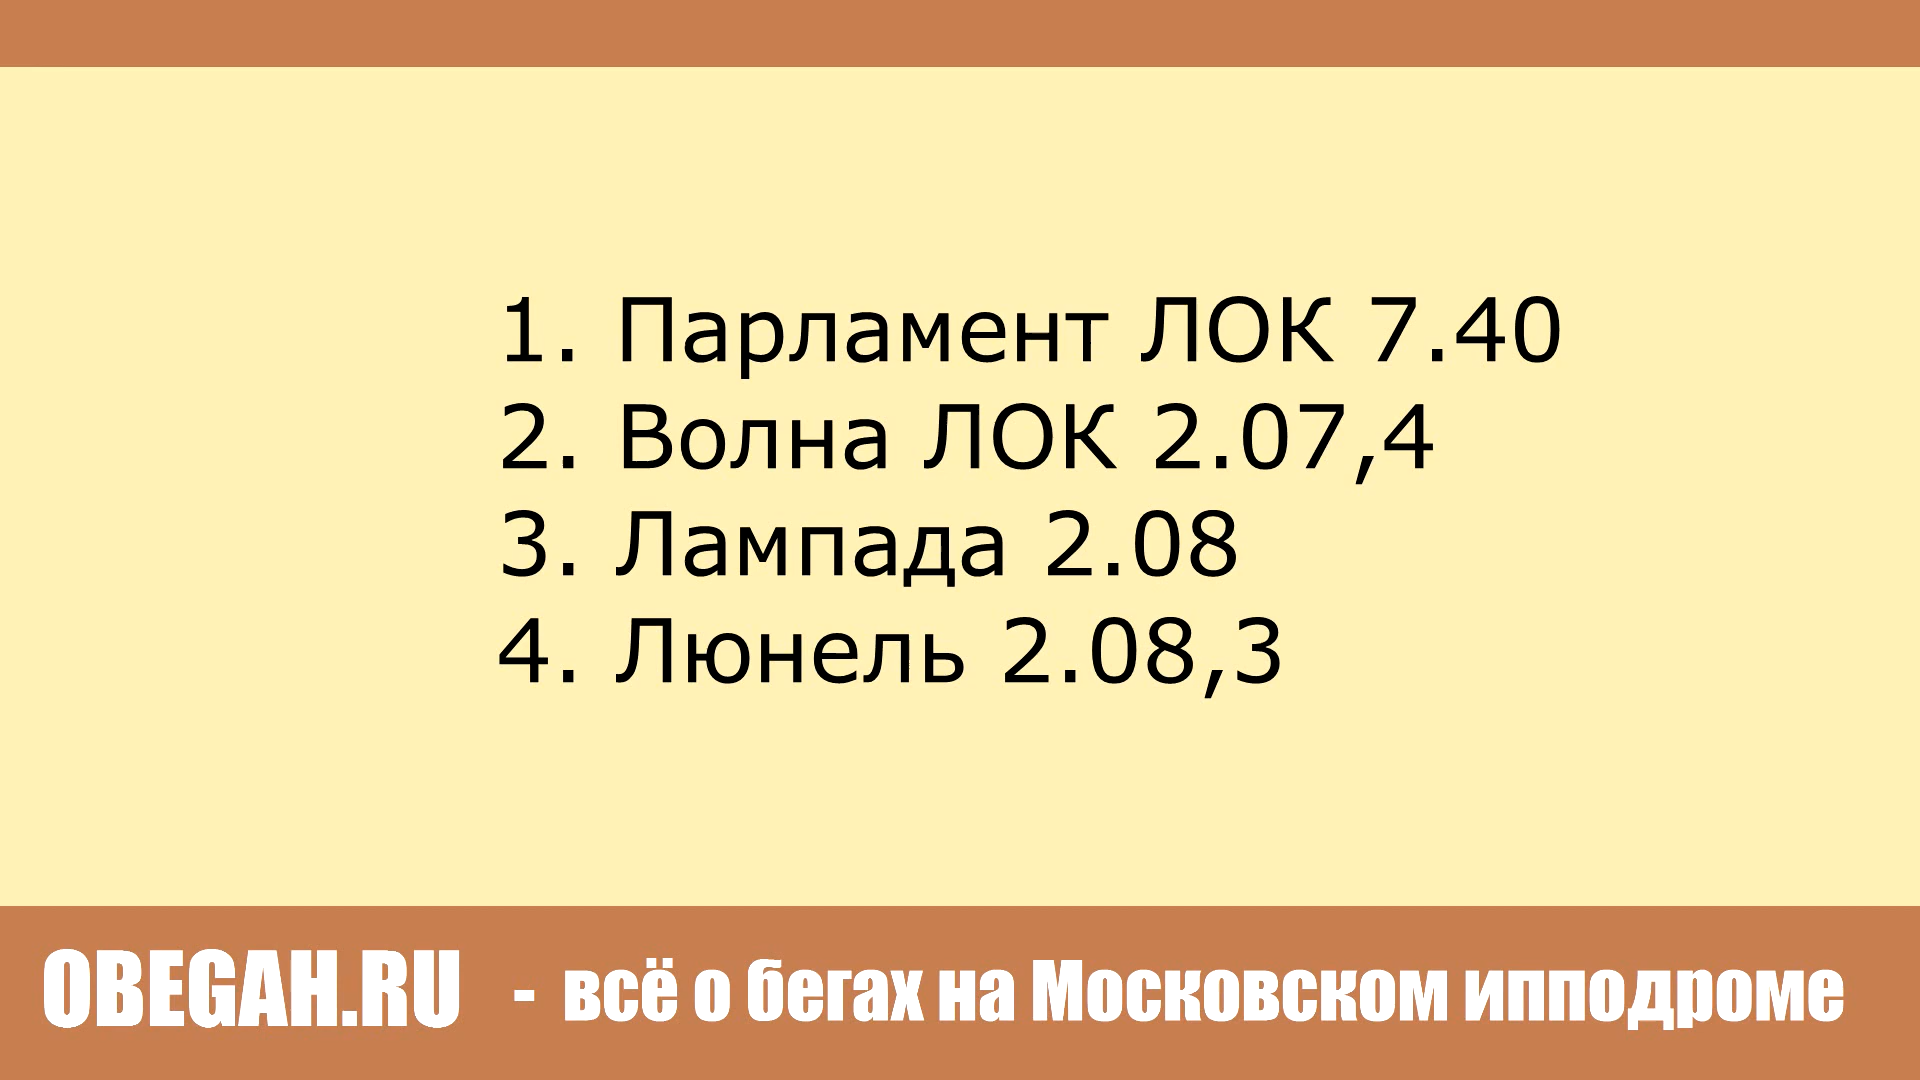 1. Парламент ЛОК 7.40
2. Волна ЛОК 2.07,4
3. Лампада 2.08
4. Люнель 2.08,3
OBEGAH.RU - всё о бегах на Московском ипподроме